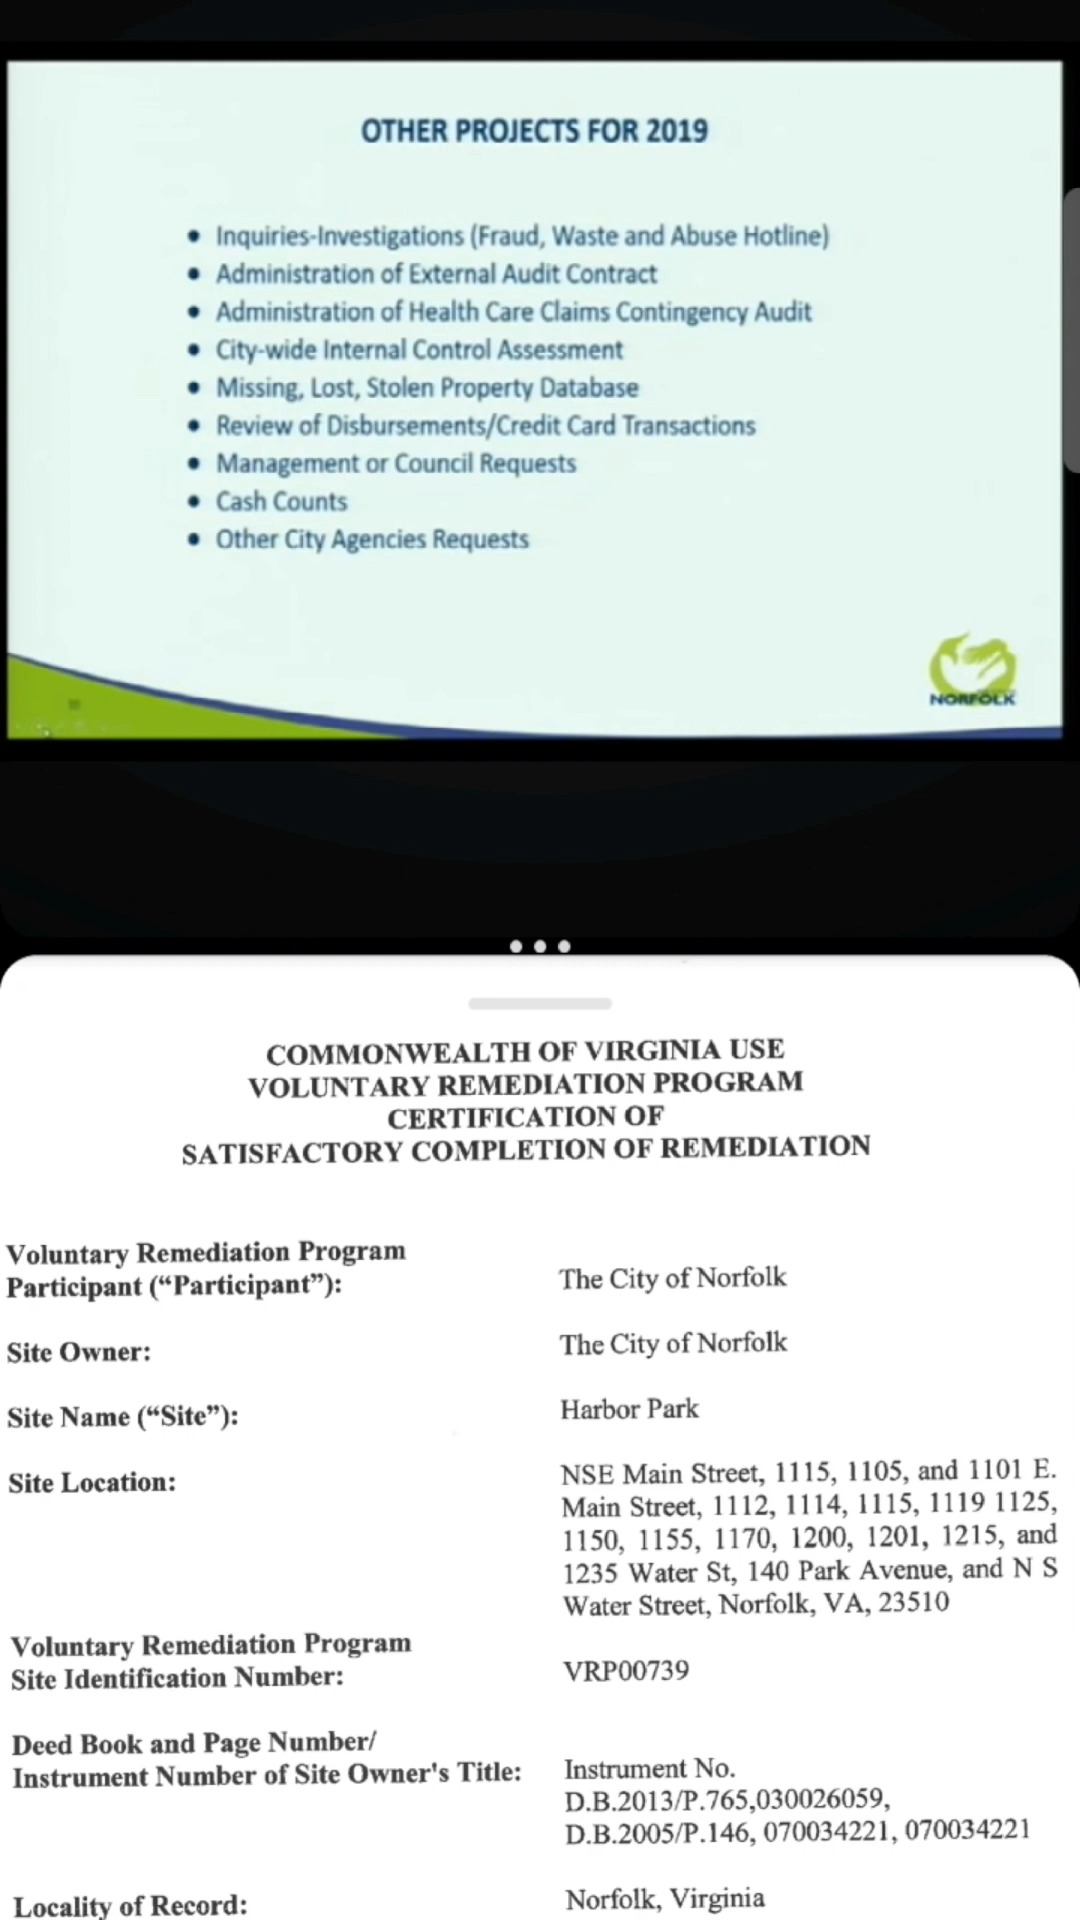 OTHER PROJECTS FOR 2019
• Inquiries-Investigations (Fraud, Waste and Abuse Hotline)
• Administration of External Audit Contract
• Administration of Health Care Claims Contingency Audit
• City-wide Internal Control Assessment
• Missing, Lost, Stolen Property Database
• Review of Disbursements/Credit Card Transactions
• Management or Council Requests
• Cash Counts
• Other City Agencies Requests
NORFOLK
COMMONWEALTH OF VIRGINIA USE
VOLUNTARY REMEDIATION PROGRAM
CERTIFICATION OF
SATISFACTORY COMPLETION OF REMEDIATION
Voluntary Remediation Program
Participant (“Participant”): The City of Norfolk
Site Owner: The City of Norfolk
Site Name (“Site”): Harbor Park
Site Location: NSE Main Street, 1115, 1105, and 1101 E.
Main Street, 1112, 1114, 1115, 1119 1125,
1150, 1155, 1170, 1200, 1201, 1215, and
1235 Water St, 140 Park Avenue, and N S
Water Street, Norfolk, VA, 23510
Voluntary Remediation Program
Site Identification Number: VRP00739
Deed Book and Page Number/
Instrument Number of Site Owner's Title: Instrument No.
D.B.2013/P.765,030026059,
D.B.2005/P.146, 070034221, 070034221
Locality of Record: Norfolk, Virginia